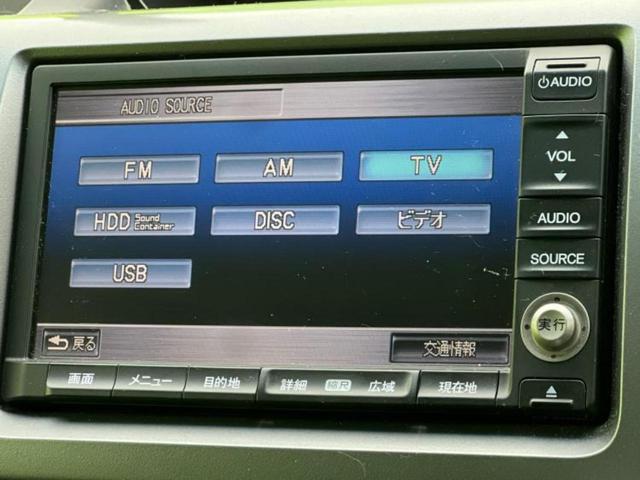 AUDIO SOURCE
FM AM TV
HDD Sound Container DISC ビデオ
USB
戻る 交通情報
画面 メニュー 目的地 詳細 縮尺 広域 現在地
AUDIO
VOL
AUDIO
SOURCE
実行